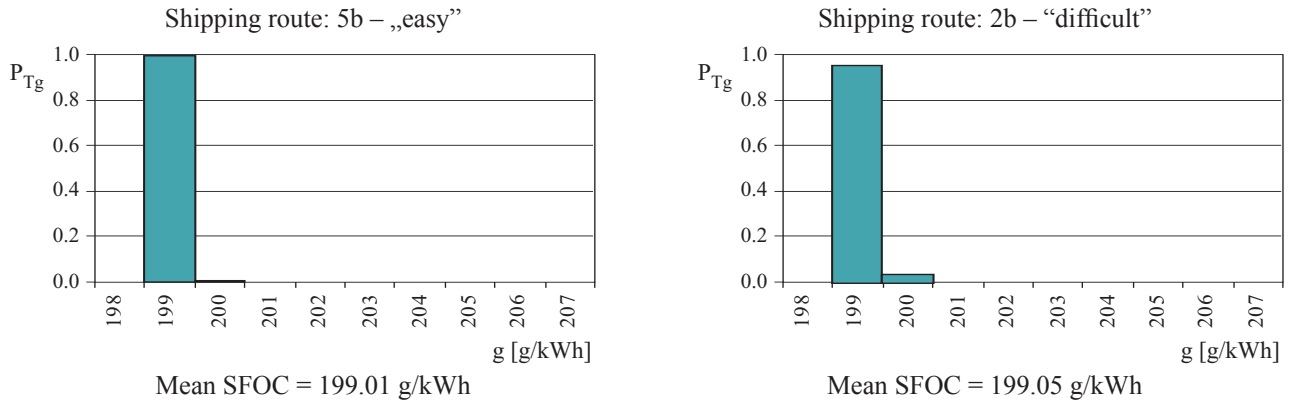 Shipping route: 5b – „easy”
P_Tg
1.0
0.8
0.6
0.4
0.2
0.0
198 199 200 201 202 203 204 205 206 207
g [g/kWh]
Mean SFOC = 199.01 g/kWh
Shipping route: 2b – “difficult”
P_Tg
1.0
0.8
0.6
0.4
0.2
0.0
198 199 200 201 202 203 204 205 206 207
g [g/kWh]
Mean SFOC = 199.05 g/kWh